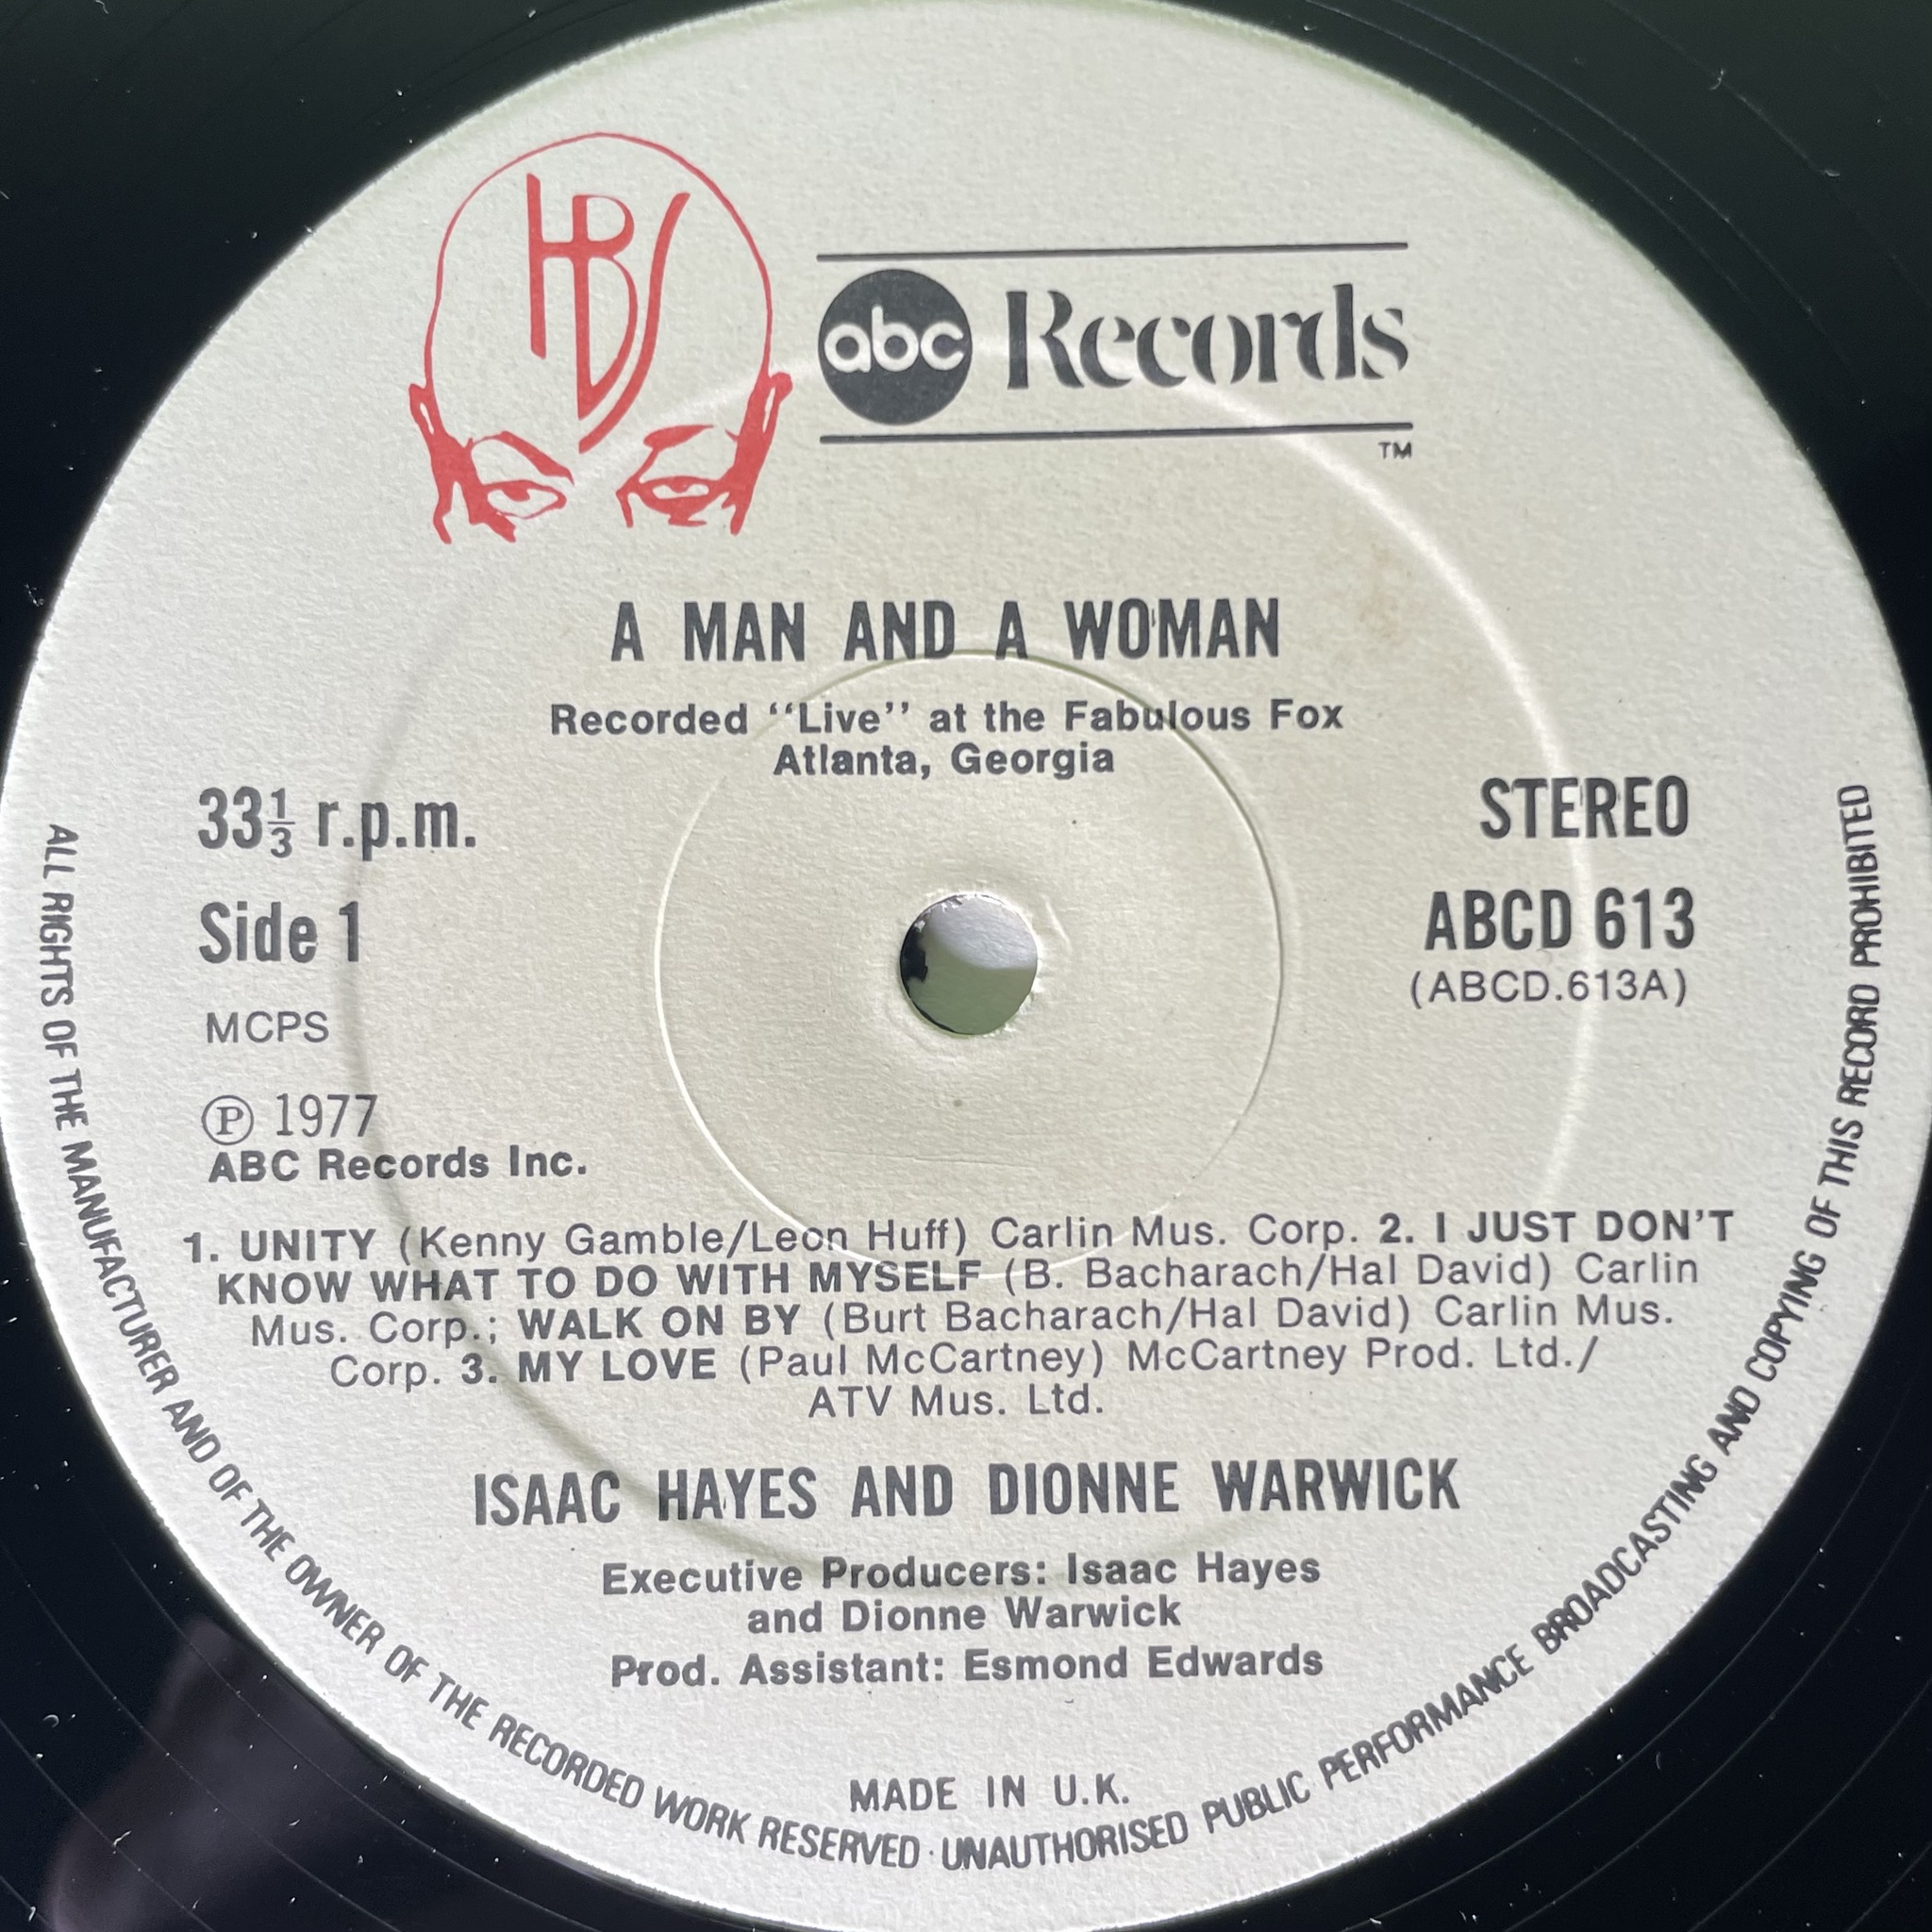 HBS
abc Records
TM
A MAN AND A WOMAN
Recorded “Live” at the Fabulous Fox
Atlanta, Georgia
33⅓ r.p.m.
Side 1
MCPS
℗ 1977
ABC Records Inc.
STEREO
ABCD 613
(ABCD.613A)
1. UNITY (Kenny Gamble/Leon Huff) Carlin Mus. Corp. 2. I JUST DON'T
KNOW WHAT TO DO WITH MYSELF (B. Bacharach/Hal David) Carlin
Mus. Corp.; WALK ON BY (Burt Bacharach/Hal David) Carlin Mus.
Corp. 3. MY LOVE (Paul McCartney) McCartney Prod. Ltd./
ATV Mus. Ltd.
ISAAC HAYES AND DIONNE WARWICK
Executive Producers: Isaac Hayes
and Dionne Warwick
Prod. Assistant: Esmond Edwards
MADE IN U.K.
ALL RIGHTS OF THE MANUFACTURER AND OF THE OWNER OF THE RECORDED WORK RESERVED · UNAUTHORISED PUBLIC PERFORMANCE BROADCASTING AND COPYING OF THIS RECORD PROHIBITED